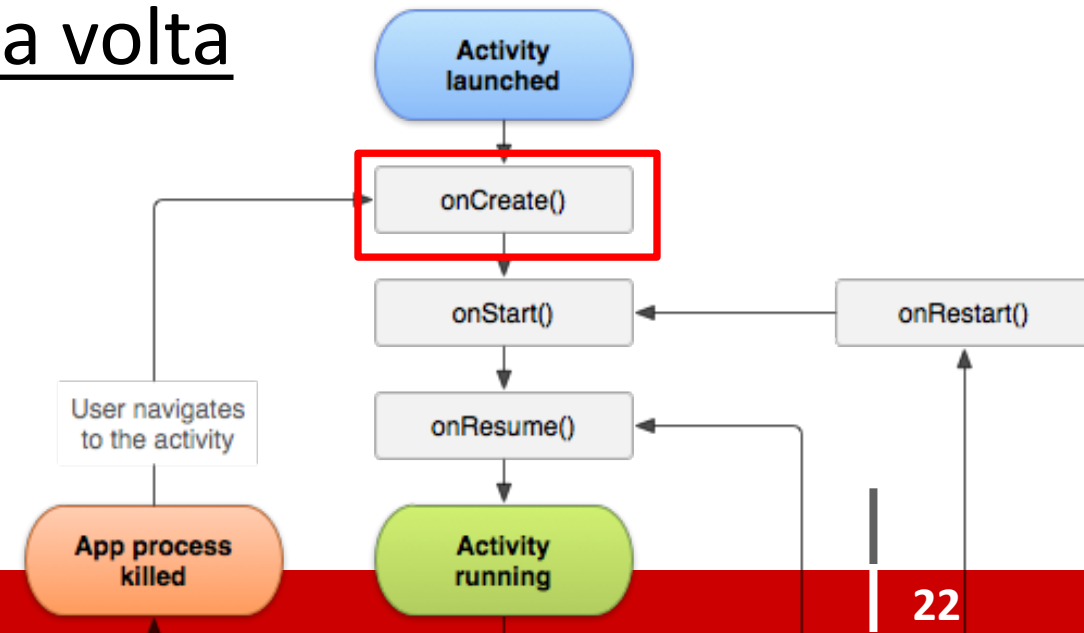 a volta
Activity
launched
onCreate()
onStart()
onRestart()
User navigates
to the activity
onResume()
App process
killed
Activity
running
22